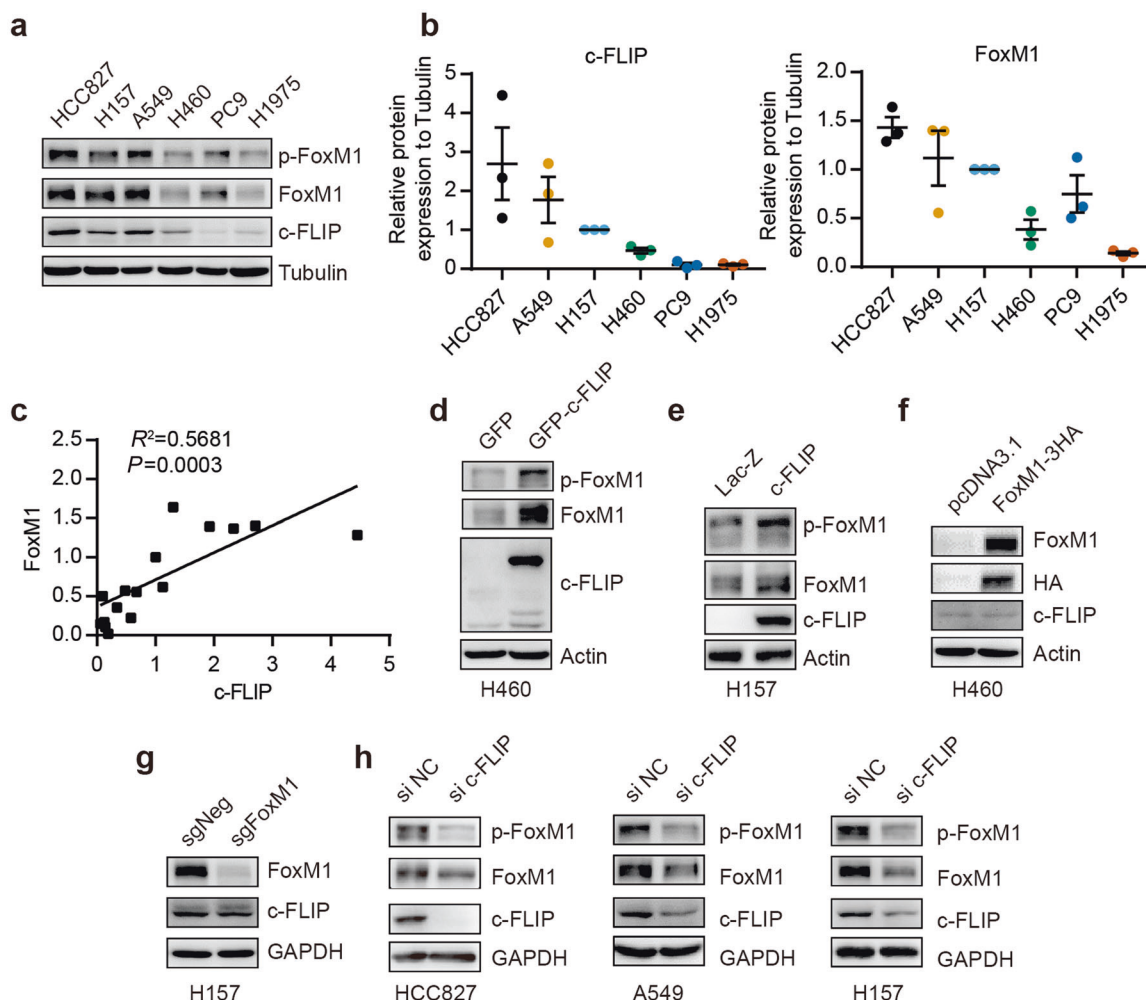 a
HCC827 H157 A549 H460 PC9 H1975
p-FoxM1
FoxM1
c-FLIP
Tubulin
b
c-FLIP
Relative protein
expression to Tubulin
5
4
3
2
1
0
HCC827 A549 H157 H460 PC9 H1975
FoxM1
Relative protein
expression to Tubulin
2.0
1.5
1.0
0.5
0.0
HCC827 A549 H157 H460 PC9 H1975
c
R²=0.5681
P=0.0003
FoxM1
2.5
2.0
1.5
1.0
0.5
0.0
0 1 2 3 4 5
c-FLIP
d
GFP GFP-c-FLIP
p-FoxM1
FoxM1
c-FLIP
Actin
H460
e
Lac-Z c-FLIP
p-FoxM1
FoxM1
c-FLIP
Actin
H157
f
pcDNA3.1 FoxM1-3HA
FoxM1
HA
c-FLIP
Actin
H460
g
sgNeg sgFoxM1
FoxM1
c-FLIP
GAPDH
H157
h
si NC si c-FLIP
p-FoxM1
FoxM1
c-FLIP
GAPDH
HCC827
si NC si c-FLIP
p-FoxM1
FoxM1
c-FLIP
GAPDH
A549
si NC si c-FLIP
p-FoxM1
FoxM1
c-FLIP
GAPDH
H157